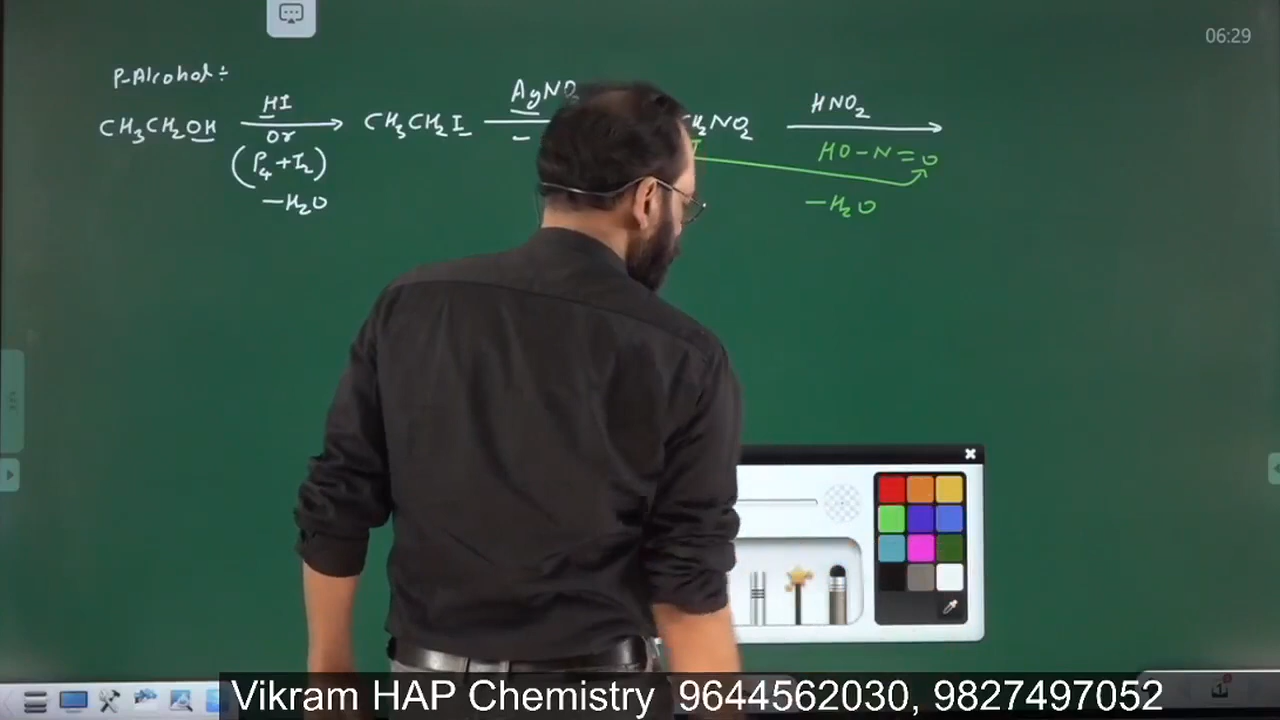 06:29
P-Alcohol ÷
CH₃CH₂OH HI or (P₄+I₂) −H₂O → CH₃CH₂I AgNO₂ − H₂NO₂ HNO₂ →
HO−N=O
−H₂O
Vikram HAP Chemistry 9644562030, 9827497052